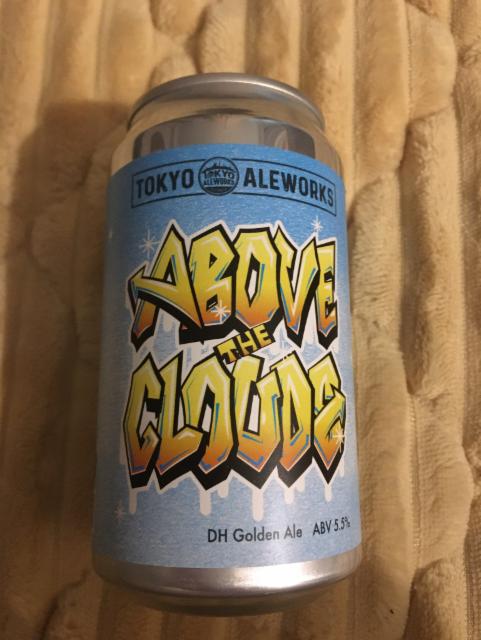 TOKYO TOKYO ALEWORKS ALEWORKS
ABOVE
THE
CLOUDS
DH Golden Ale ABV 5.5%